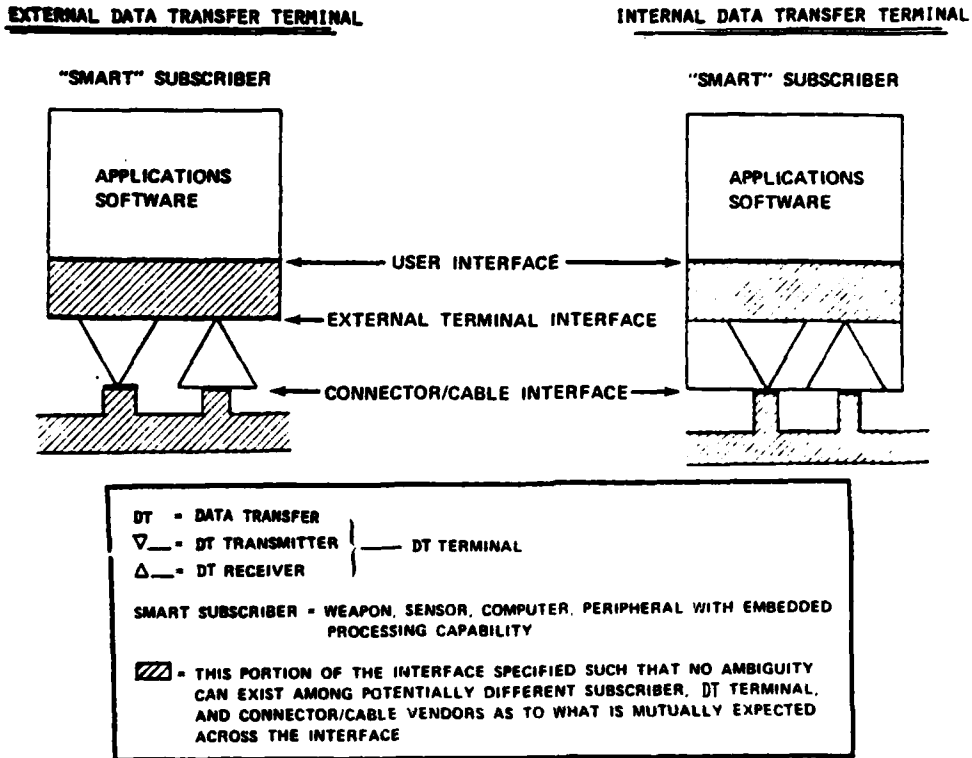 EXTERNAL DATA TRANSFER TERMINAL
INTERNAL DATA TRANSFER TERMINAL
"SMART" SUBSCRIBER
"SMART" SUBSCRIBER
APPLICATIONS
SOFTWARE
APPLICATIONS
SOFTWARE
USER INTERFACE
EXTERNAL TERMINAL INTERFACE
CONNECTOR/CABLE INTERFACE
DT = DATA TRANSFER
▽__= DT TRANSMITTER
△__= DT RECEIVER
DT TERMINAL
SMART SUBSCRIBER = WEAPON, SENSOR, COMPUTER, PERIPHERAL WITH EMBEDDED
PROCESSING CAPABILITY
= THIS PORTION OF THE INTERFACE SPECIFIED SUCH THAT NO AMBIGUITY
CAN EXIST AMONG POTENTIALLY DIFFERENT SUBSCRIBER, DT TERMINAL,
AND CONNECTOR/CABLE VENDORS AS TO WHAT IS MUTUALLY EXPECTED
ACROSS THE INTERFACE